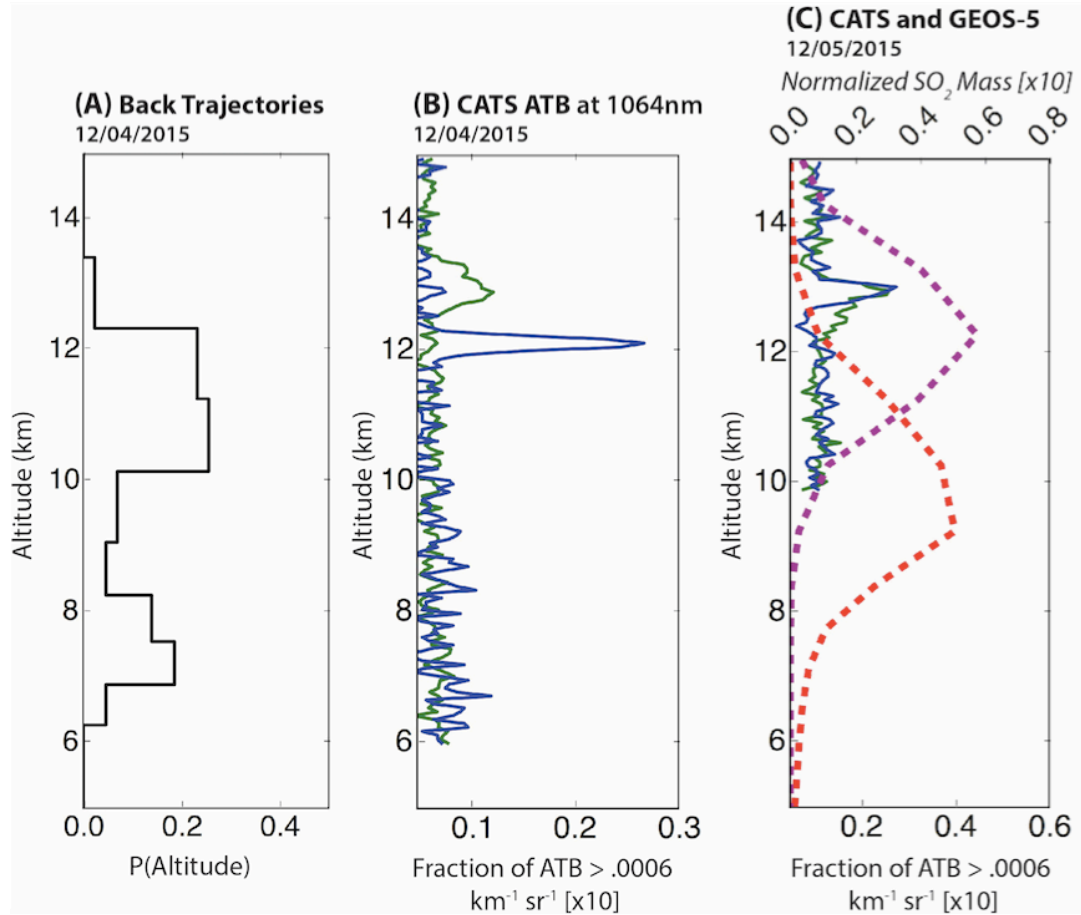 (A) Back Trajectories
12/04/2015
14
12
10
8
6
Altitude (km)
0.0 0.2 0.4
P(Altitude)
(B) CATS ATB at 1064nm
12/04/2015
14
12
10
8
6
Altitude (km)
0.1 0.2 0.3
Fraction of ATB > .0006
km⁻¹ sr⁻¹ [x10]
(C) CATS and GEOS-5
12/05/2015
Normalized SO₂ Mass [x10]
0.0 0.2 0.4 0.6 0.8
14
12
10
8
6
Altitude (km)
0.2 0.4 0.6
Fraction of ATB > .0006
km⁻¹ sr⁻¹ [x10]